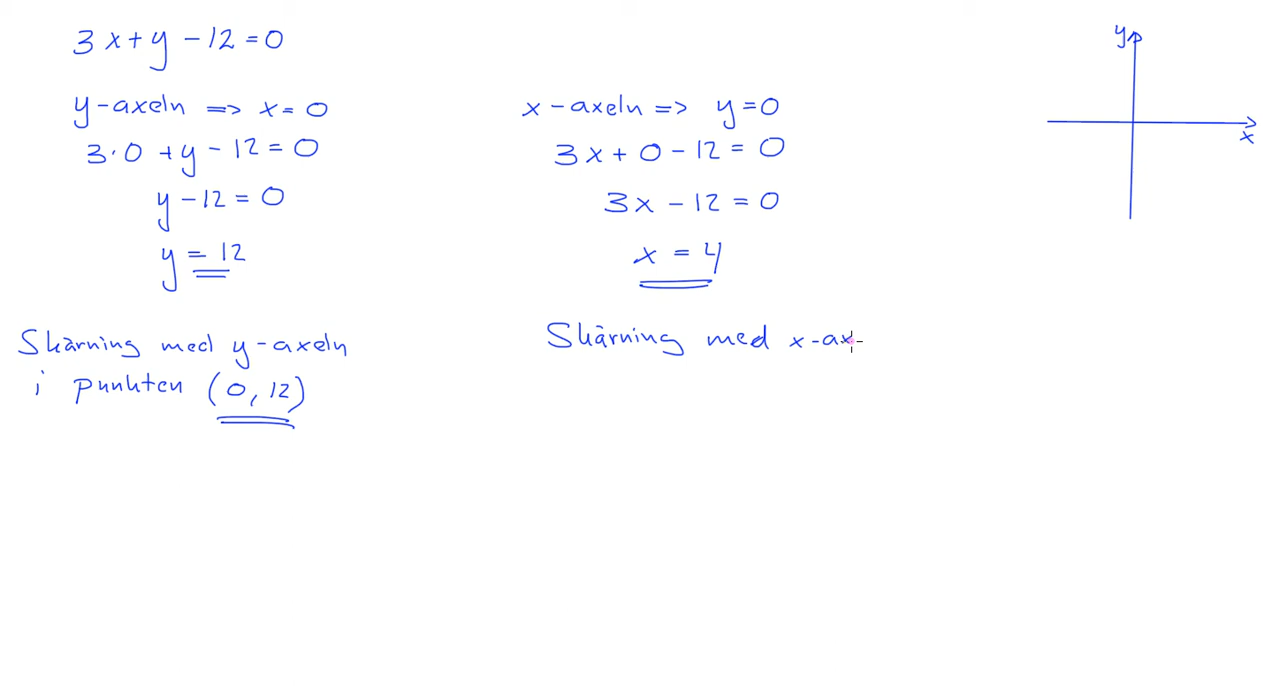 3x + y - 12 = 0
y-axeln => x = 0
3·0 + y - 12 = 0
y - 12 = 0
y = 12
Skärning med y-axeln
i punkten (0, 12)
x-axeln => y = 0
3x + 0 - 12 = 0
3x - 12 = 0
x = 4
Skärning med x-ax
y
x